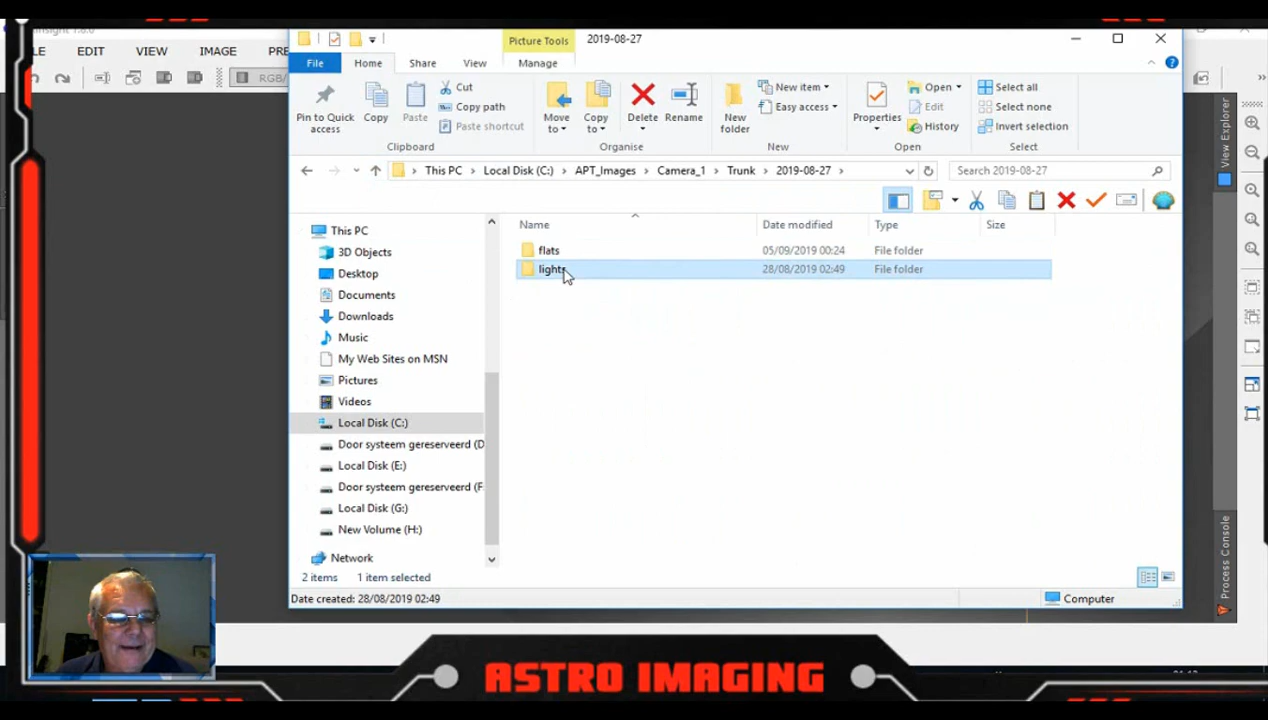 Picture Tools
2019-08-27
EDIT
VIEW
IMAGE
File
Home
Share
View
Manage
RGB/
Pin to Quick
access
Copy
Paste
Cut
Copy path
Paste shortcut
Clipboard
Move
to
Copy
to
Delete
Rename
Organise
New
folder
New item
Easy access
New
Properties
Open
Edit
History
Open
Select all
Select none
Invert selection
Select
This PC
Local Disk (C:)
APT_Images
Camera_1
Trunk
2019-08-27
Search 2019-08-27
View Explorer
This PC
3D Objects
Desktop
Documents
Downloads
Music
My Web Sites on MSN
Pictures
Videos
Local Disk (C:)
Door systeem gereserveerd (D
Local Disk (E:)
Door systeem gereserveerd (F:
Local Disk (G:)
New Volume (H:)
Network
Name
Date modified
Type
Size
flats
05/09/2019 00:24
File folder
lights
28/08/2019 02:49
File folder
Process Console
2 items
1 item selected
Date created: 28/08/2019 02:49
Computer
ASTRO IMAGING